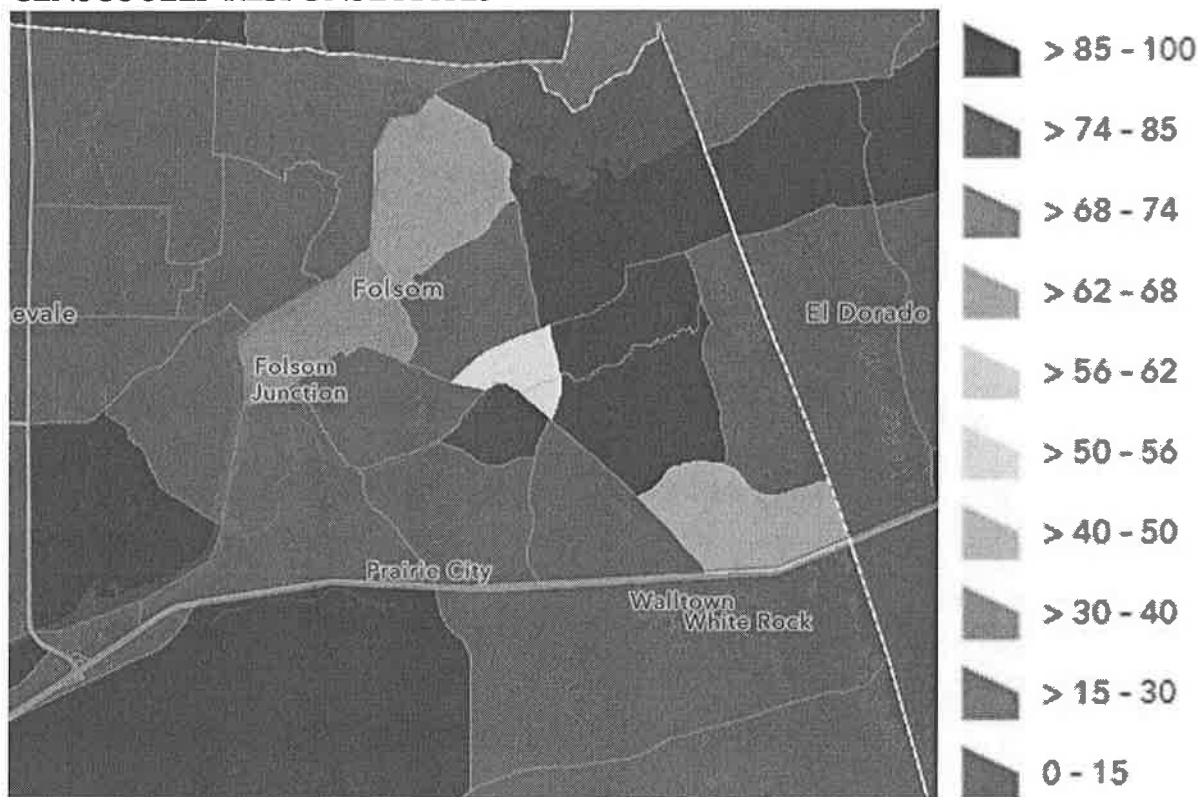 > 85 - 100
> 74 - 85
> 68 - 74
> 62 - 68
> 56 - 62
> 50 - 56
> 40 - 50
> 30 - 40
> 15 - 30
0 - 15
Folsom
evale
El Dorado
Folsom
Junction
Prairie City
Walltown
White Rock